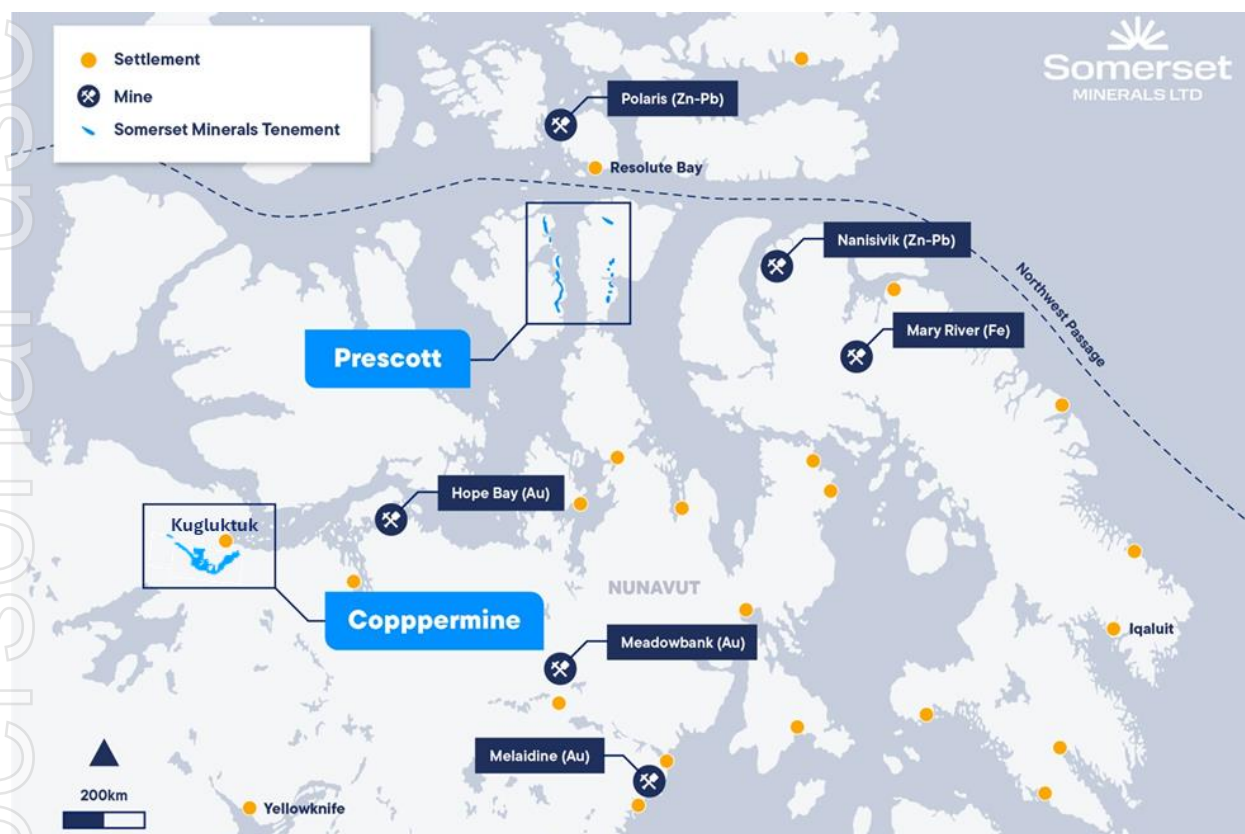 Settlement
Mine
Somerset Minerals Tenement
Somerset
MINERALS LTD
Polaris (Zn-Pb)
Resolute Bay
Nanisivik (Zn-Pb)
Northwest Passage
Mary River (Fe)
Prescott
Hope Bay (Au)
Kugluktuk
NUNAVUT
Copppermine
Meadowbank (Au)
Iqaluit
Melaidine (Au)
200km
Yellowknife